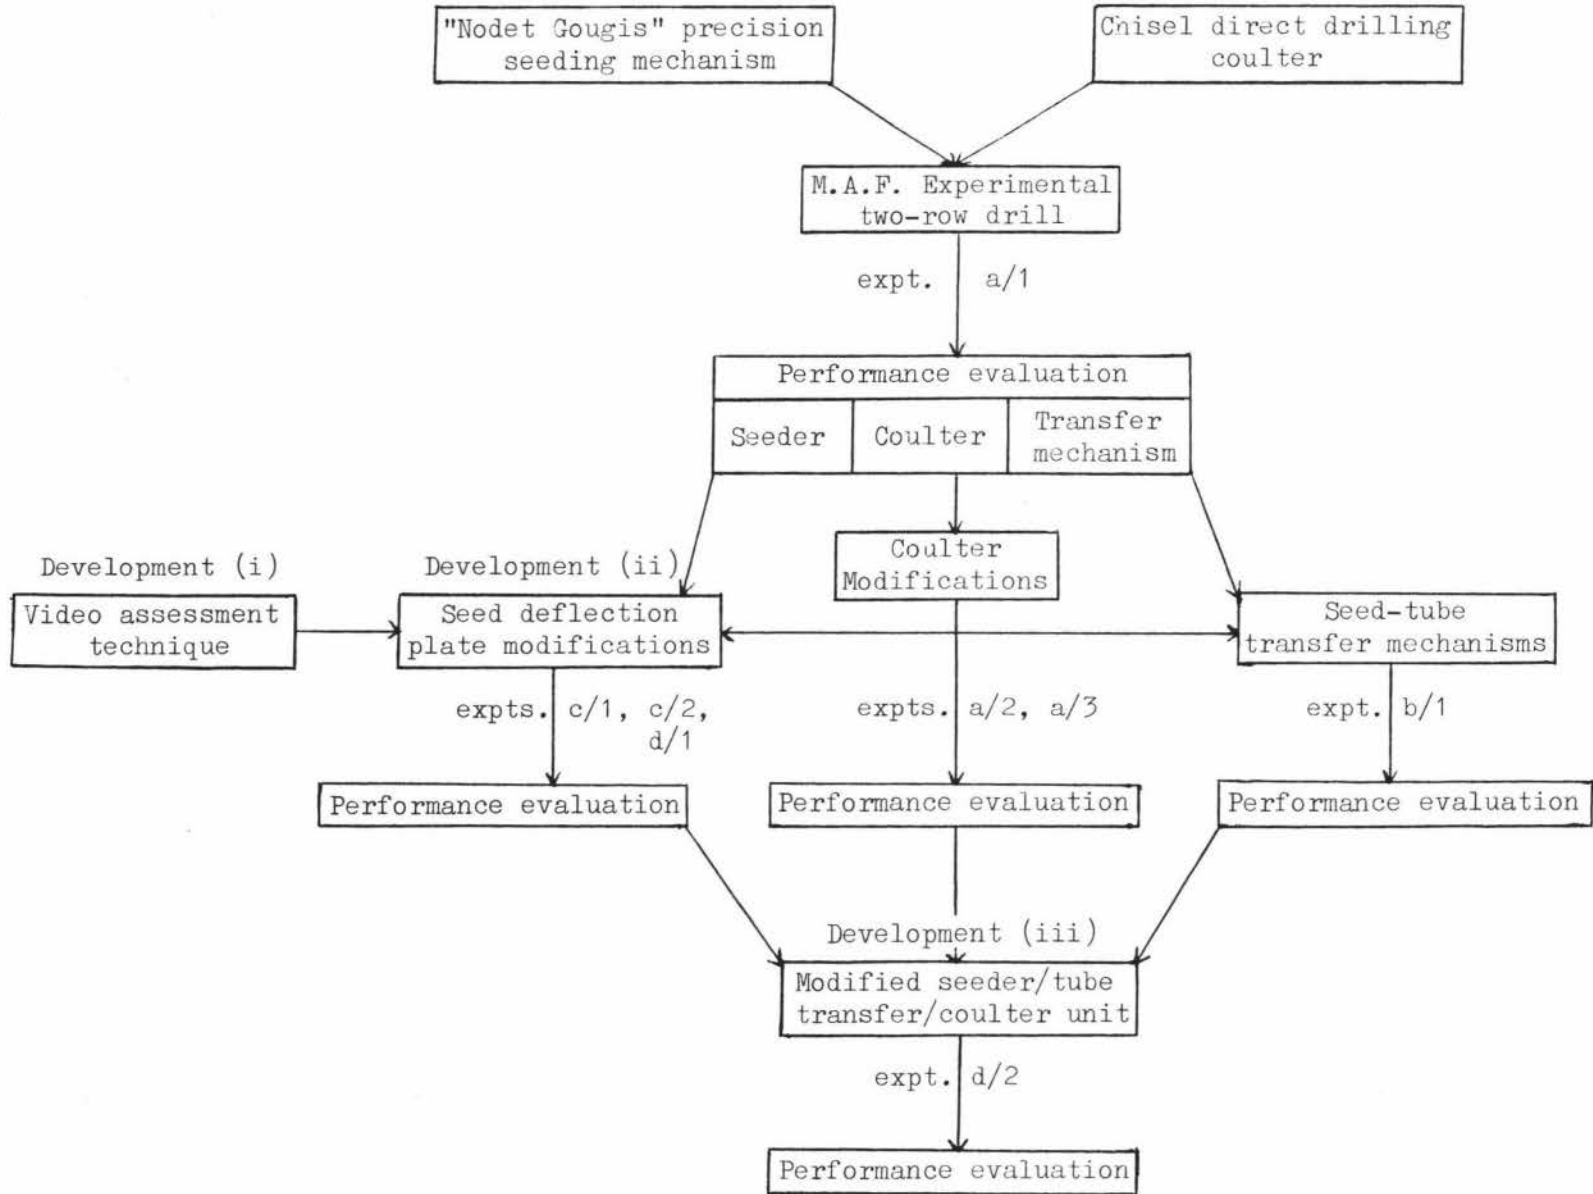 "Nodet Gougis" precision
seeding mechanism
Chisel direct drilling
coulter
M.A.F. Experimental
two-row drill
expt. a/1
Performance evaluation
Seeder
Coulter
Transfer
mechanism
Coulter
Modifications
Development (i)
Video assessment
technique
Development (ii)
Seed deflection
plate modifications
Seed-tube
transfer mechanisms
expts. c/1, c/2,
d/1
expts. a/2, a/3
expt. b/1
Performance evaluation
Performance evaluation
Performance evaluation
Development (iii)
Modified seeder/tube
transfer/coulter unit
expt. d/2
Performance evaluation